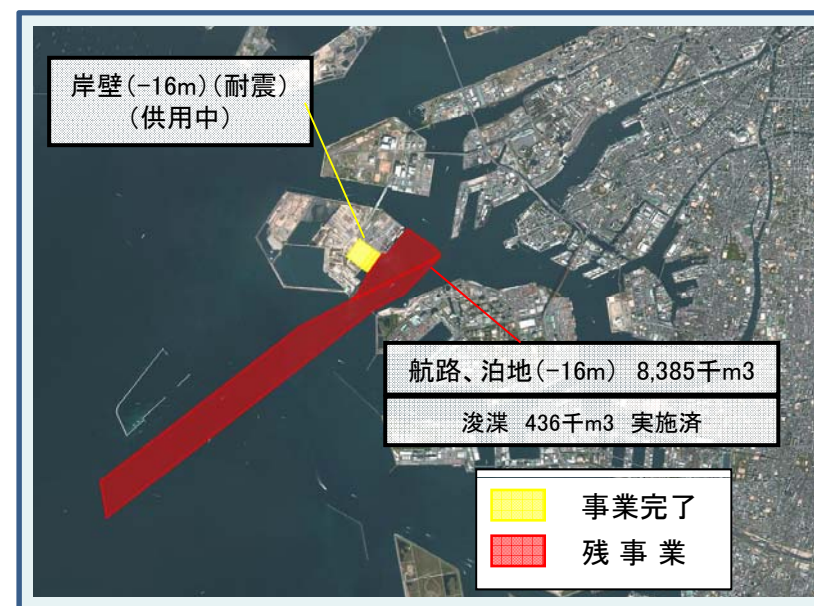 岸壁(-16m)(耐震)
(供用中)
航路、泊地(-16m) 8,385千m3
浚渫 436千m3 実施済
事業完了
残 事 業